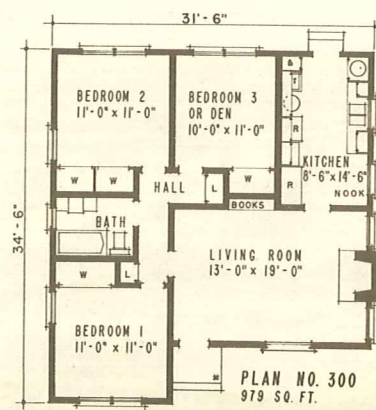 31'-6"
34'-6"
BEDROOM 2
11'-0" x 11'-0"
BEDROOM 3
OR DEN
10'-0" x 11'-0"
T
R
KITCHEN
8'-6" x 14'-6"
NOOK
R
W
W
HALL
L
W
BOOKS
BATH
LIVING ROOM
13'-0" x 19'-0"
W
L
BEDROOM 1
11'-0" x 11'-0"
PLAN NO. 300
979 SQ. FT.